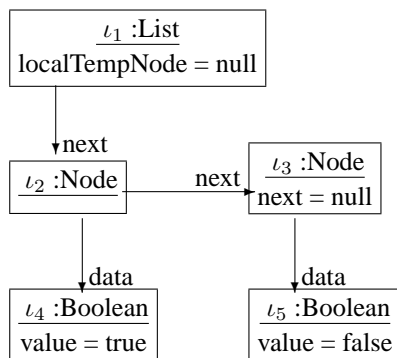 ι₁ :List
localTempNode = null
next
ι₂ :Node
next
ι₃ :Node
next = null
data
data
ι₄ :Boolean
value = true
ι₅ :Boolean
value = false